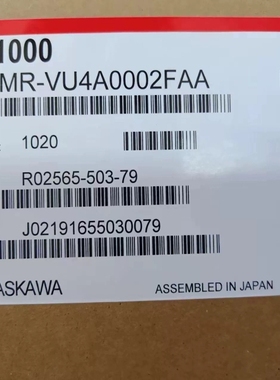 1000
MR-VU4A0002FAA
1020
R02565-503-79
J02191655030079
ASKAWA ASSEMBLED IN JAPAN